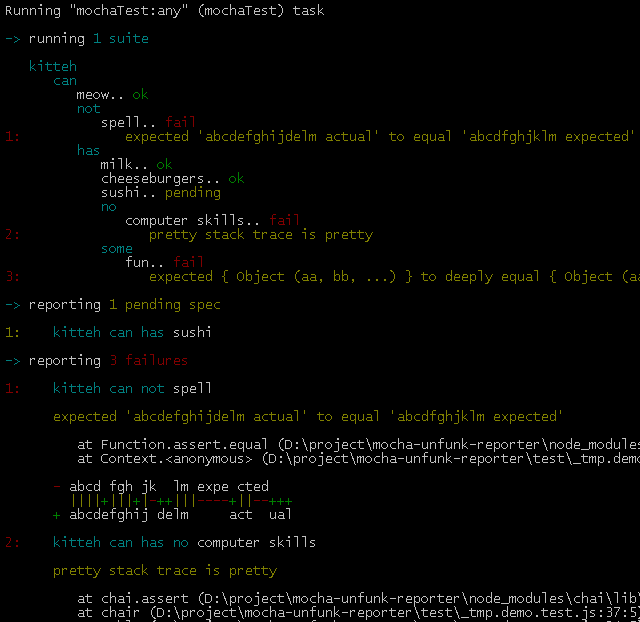 Running "mochaTest:any" (mochaTest) task
-> running 1 suite
kitteh
can
meow.. ok
not
spell.. fail
1: expected 'abcdefghijdelm actual' to equal 'abcdfghjklm expected'
has
milk.. ok
cheeseburgers.. ok
sushi.. pending
no
computer skills.. fail
2: pretty stack trace is pretty
some
fun.. fail
3: expected { Object (aa, bb, ...) } to deeply equal { Object (aa
-> reporting 1 pending spec
1: kitteh can has sushi
-> reporting 3 failures
1: kitteh can not spell
expected 'abcdefghijdelm actual' to equal 'abcdfghjklm expected'
at Function.assert.equal (D:\project\mocha-unfunk-reporter\node_modules
at Context.<anonymous> (D:\project\mocha-unfunk-reporter\test\_tmp.demo
- abcd fgh jk  lm expe cted
||||+|||+|-++|||----+||--+++
+ abcdefghij delm     act  ual
2: kitteh can has no computer skills
pretty stack trace is pretty
at chai.assert (D:\project\mocha-unfunk-reporter\node_modules\chai\lib\
at chair (D:\project\mocha-unfunk-reporter\test\_tmp.demo.test.js:37:5)